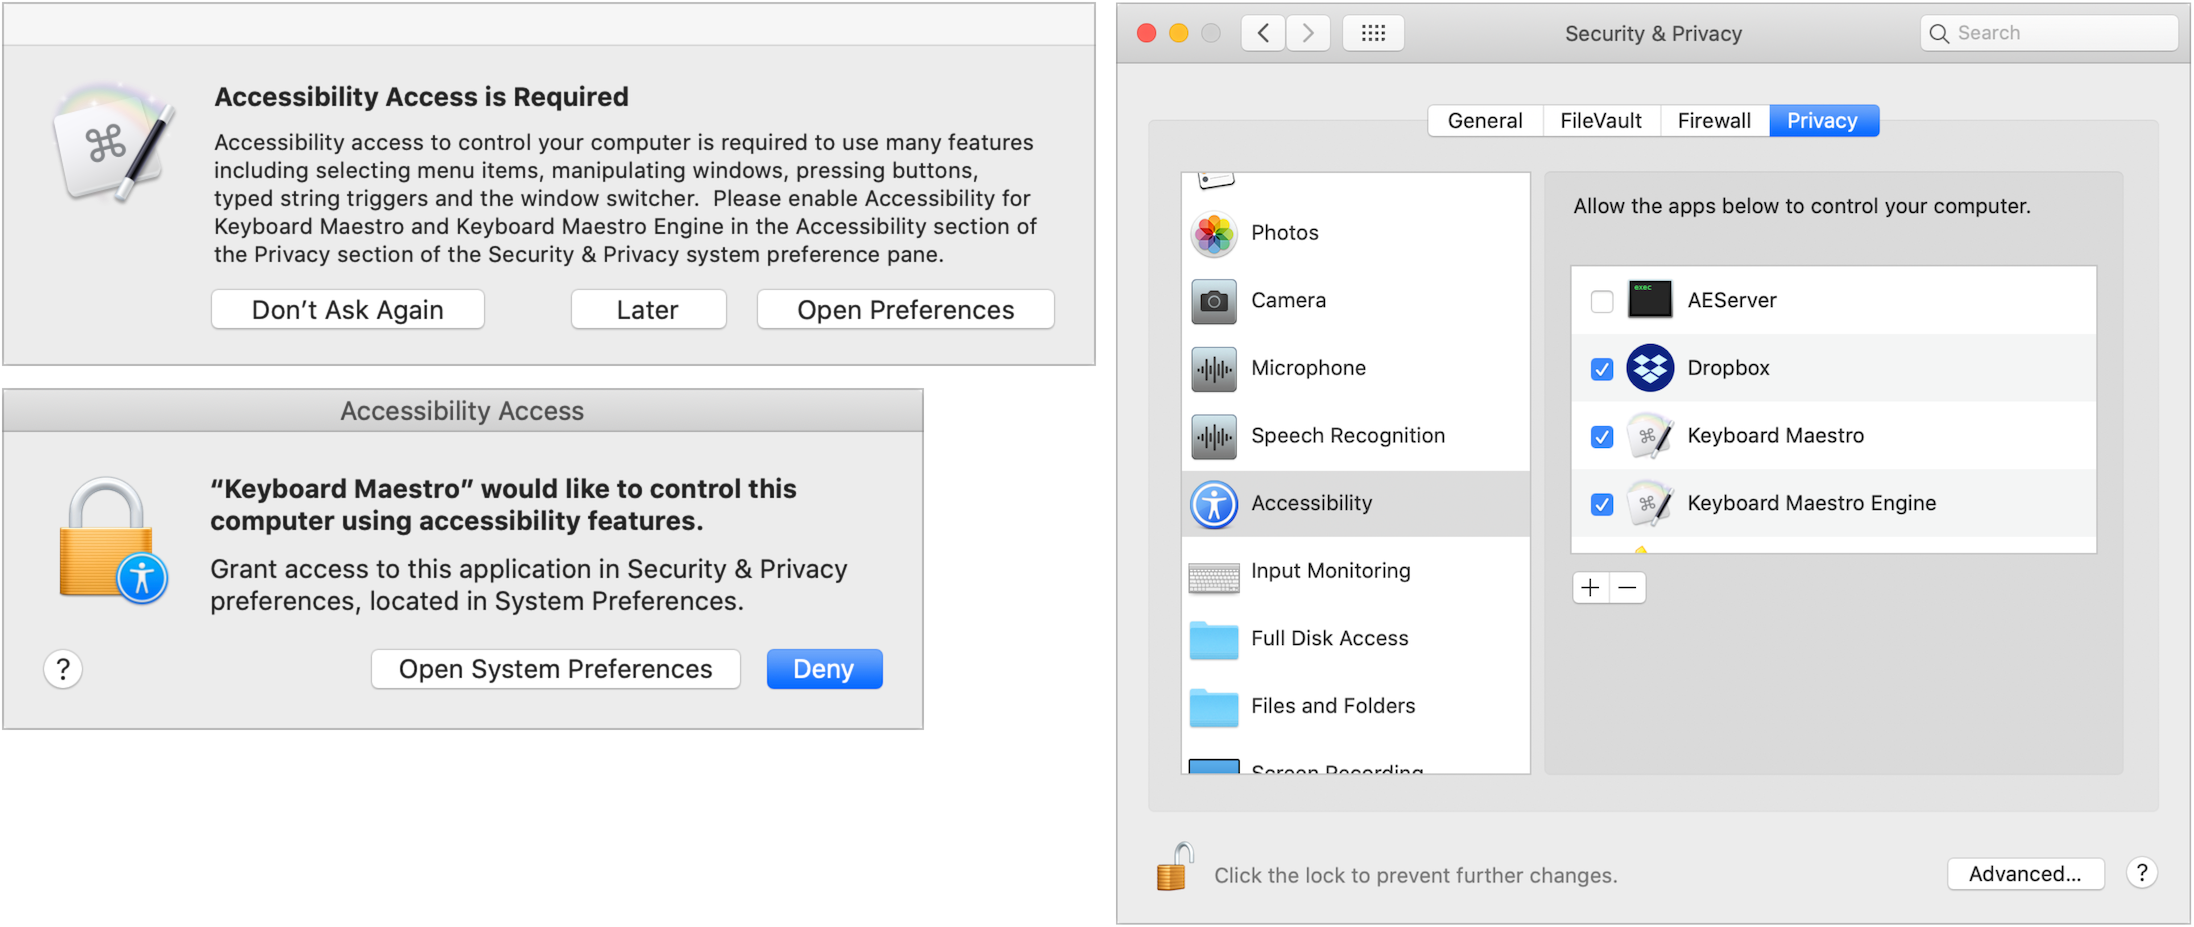 Accessibility Access is Required
Accessibility access to control your computer is required to use many features
including selecting menu items, manipulating windows, pressing buttons,
typed string triggers and the window switcher.  Please enable Accessibility for
Keyboard Maestro and Keyboard Maestro Engine in the Accessibility section of
the Privacy section of the Security & Privacy system preference pane.
Don’t Ask Again
Later
Open Preferences
Accessibility Access
“Keyboard Maestro” would like to control this
computer using accessibility features.
Grant access to this application in Security & Privacy
preferences, located in System Preferences.
?
Open System Preferences
Deny
Security & Privacy
Search
General
FileVault
Firewall
Privacy
Photos
Camera
Microphone
Speech Recognition
Accessibility
Input Monitoring
Full Disk Access
Files and Folders
Screen Recording
Allow the apps below to control your computer.
exec
AEServer
Dropbox
Keyboard Maestro
Keyboard Maestro Engine
Click the lock to prevent further changes.
Advanced...
?